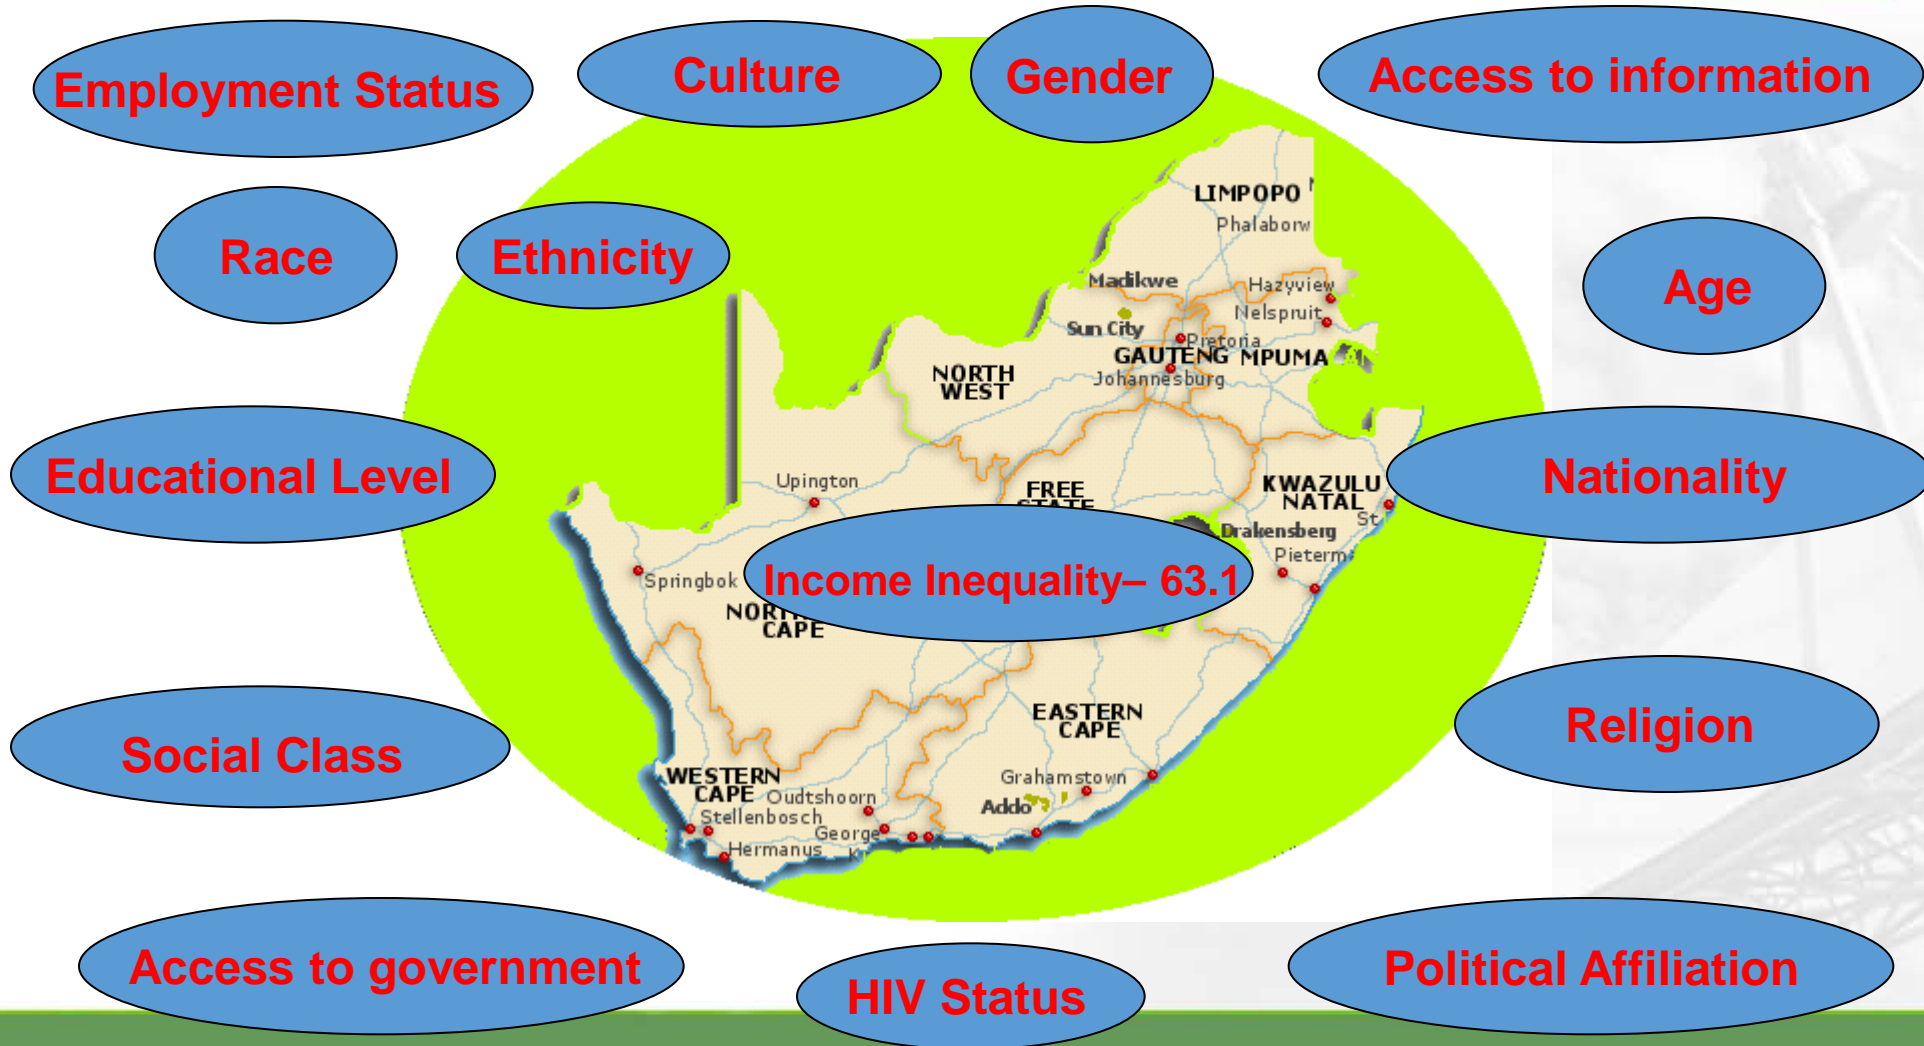 Employment Status
Culture
Gender
Access to information
Race
Ethnicity
Age
LIMPOPO
Phalaborw
Madikwe
Hazyview
Nelspruit
Sun City
Pretoria
GAUTENG
MPUMA
Johannesburg
NORTH
WEST
Educational Level
Nationality
Upington
FREE
STATE
KWAZULU
NATAL
St
Drakensberg
Pieterm
Springbok
Income Inequality– 63.1
CAPE
Social Class
Religion
EASTERN
CAPE
WESTERN
CAPE
Oudtshoorn
Stellenbosch
George
Hermanus
K
Grahamstown
Addo
Access to government
HIV Status
Political Affiliation